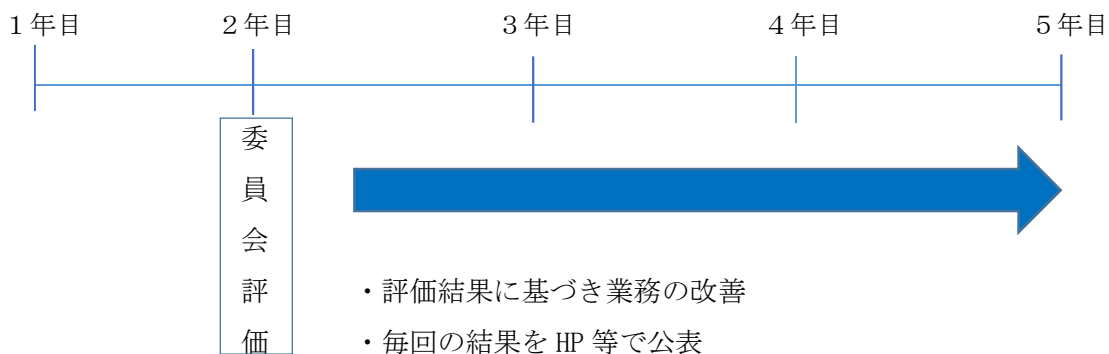 １年目 ２年目 ３年目 ４年目 ５年目
委員会評価
・評価結果に基づき業務の改善
・毎回の結果を HP 等で公表